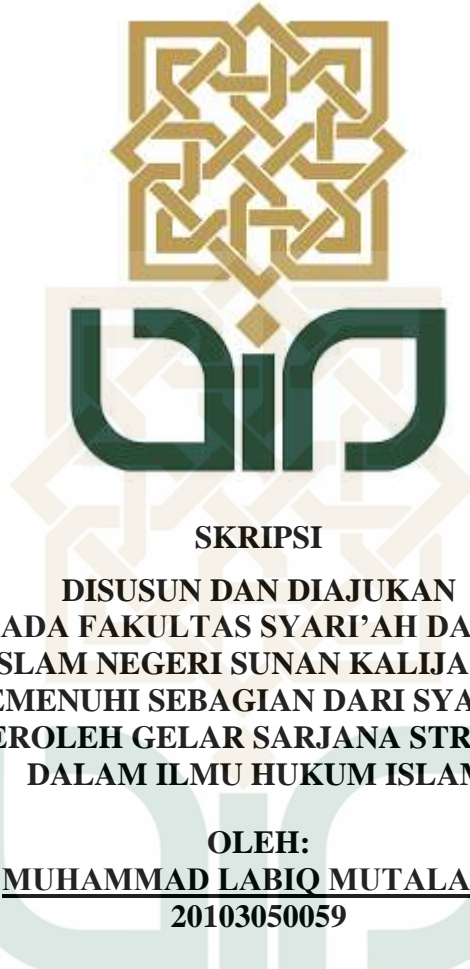 uin
SKRIPSI
DISUSUN DAN DIAJUKAN
ADA FAKULTAS SYARI’AH DA
SLAM NEGERI SUNAN KALIJA
EMENUHI SEBAGIAN DARI SYA
EROLEH GELAR SARJANA STR
DALAM ILMU HUKUM ISLAM
OLEH:
MUHAMMAD LABIQ MUTALA
20103050059